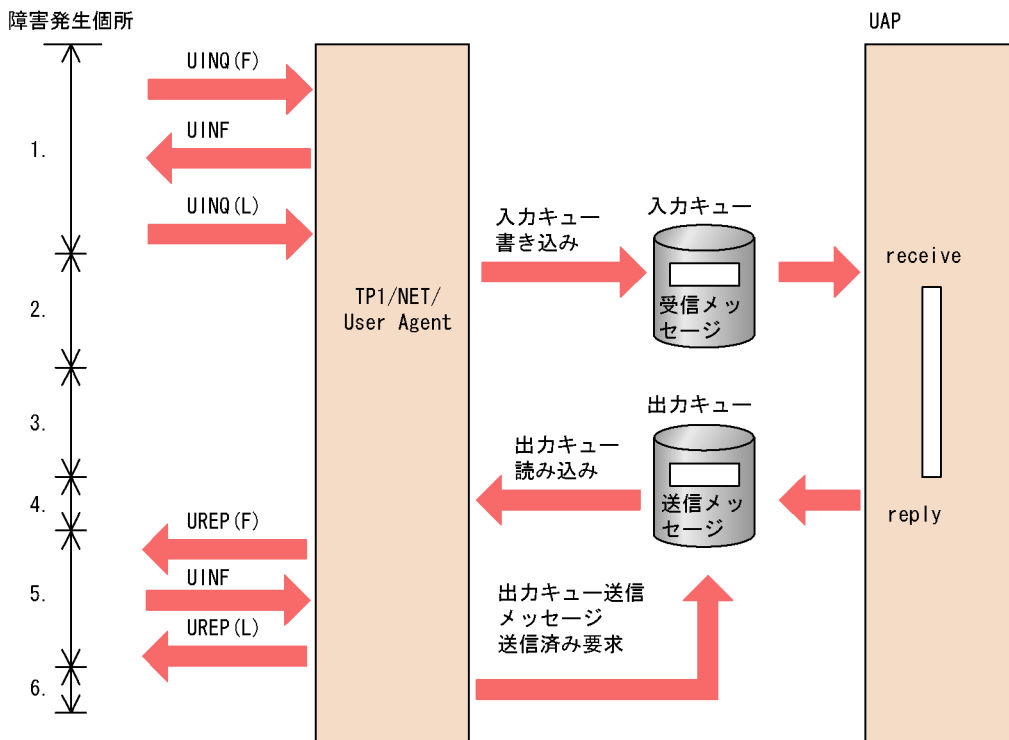 障害発生個所
UAP
UINQ(F)
UINF
1.
UINQ(L)
入力キュー
書き込み
入力キュー
受信メッ
セージ
receive
2.
TP1/NET/
User Agent
3.
出力キュー
読み込み
出力キュー
送信メッ
セージ
reply
4.
UREP(F)
UINF
5.
UREP(L)
出力キュー送信
メッセージ
送信済み要求
6.